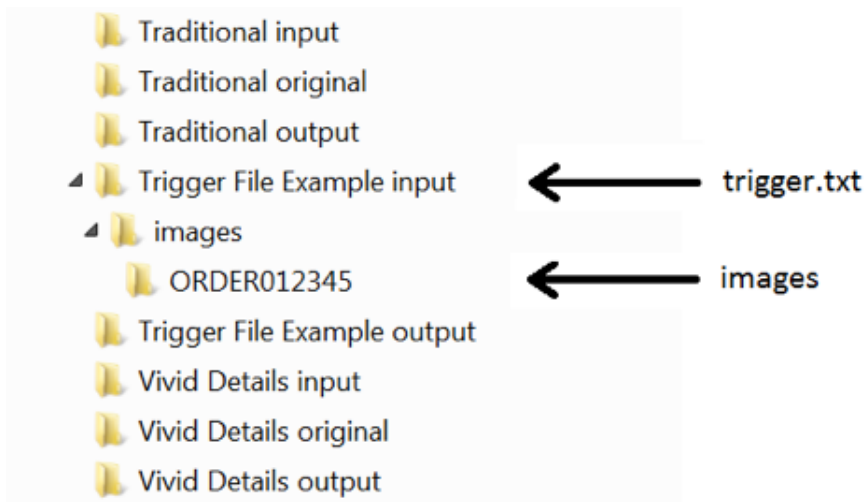 Traditional input
Traditional original
Traditional output
Trigger File Example input trigger.txt
images
ORDER012345 images
Trigger File Example output
Vivid Details input
Vivid Details original
Vivid Details output